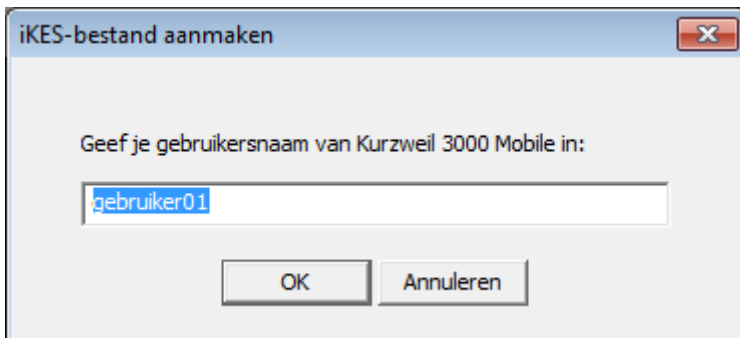 iKES-bestand aanmaken
Geef je gebruikersnaam van Kurzweil 3000 Mobile in:
gebruiker01
OK Annuleren